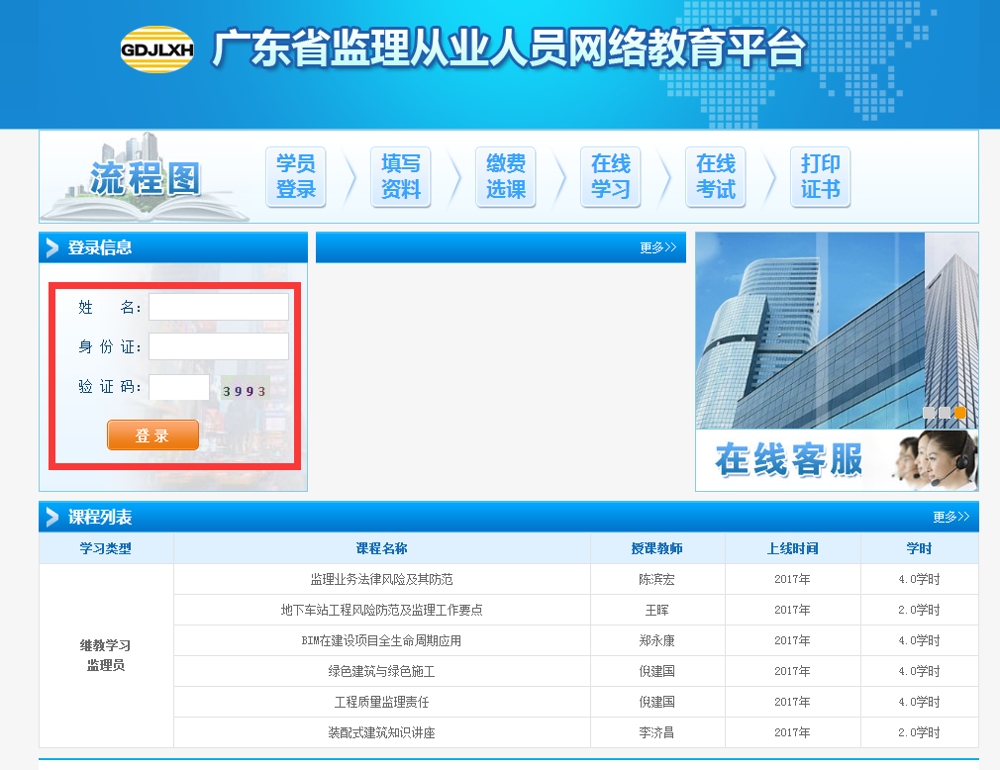 GDJLXH 广东省监理从业人员网络教育平台
流程图
学员登录
填写资料
缴费选课
在线学习
在线考试
打印证书
登录信息
更多>>
姓 名:
身份证:
验证码: 3993
登录
在线客服
课程列表 更多>>
学习类型 课程名称 授课教师 上线时间 学时
继教学习
监理员
监理业务法律风险及其防范 陈滨宏 2017年 4.0学时
地下车站工程风险防范及监理工作要点 王晖 2017年 2.0学时
BIM在建设项目全生命周期应用 郑永康 2017年 4.0学时
绿色建筑与绿色施工 倪建国 2017年 4.0学时
工程质量监理责任 倪建国 2017年 4.0学时
装配式建筑知识讲座 李济昌 2017年 2.0学时